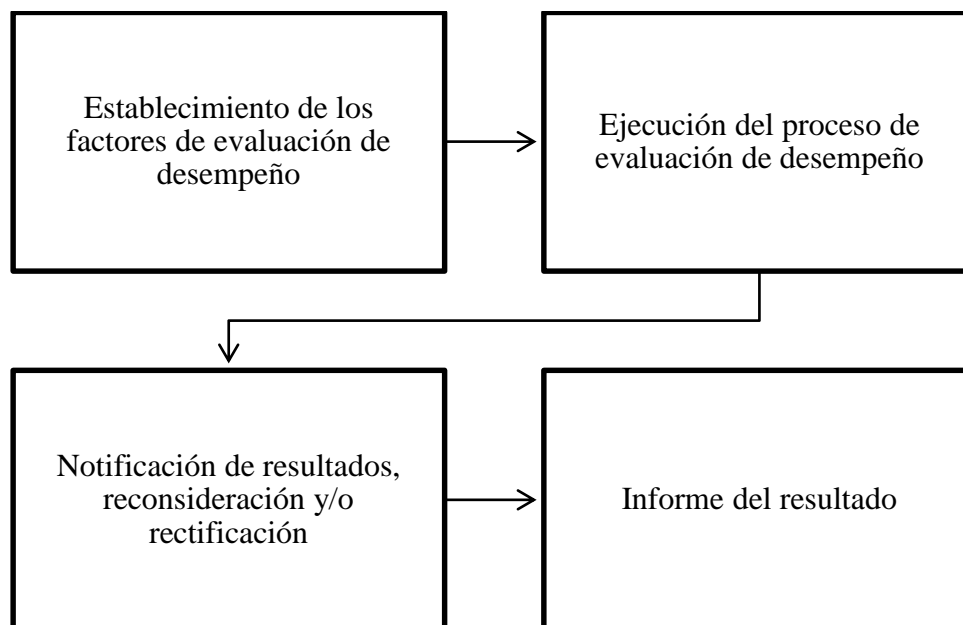 Establecimiento de los
factores de evaluación de
desempeño
Ejecución del proceso de
evaluación de desempeño
Notificación de resultados,
reconsideración y/o
rectificación
Informe del resultado